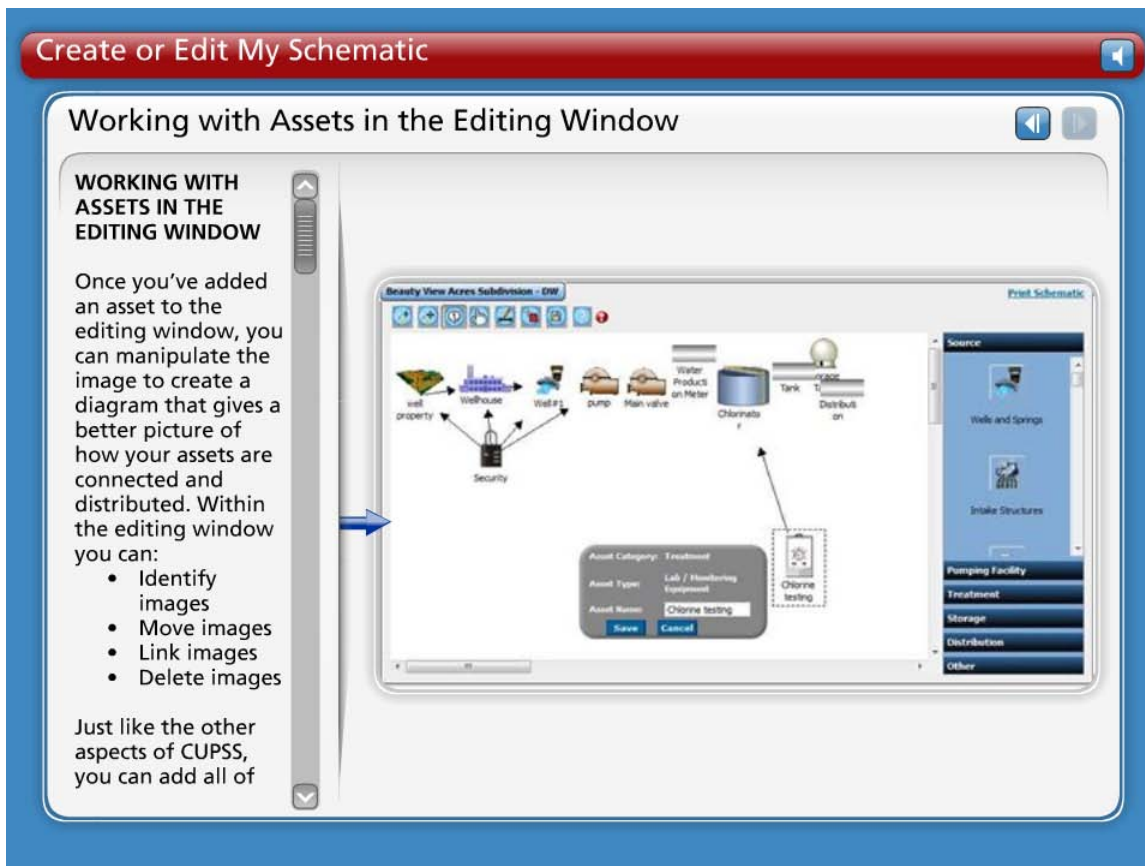 Create or Edit My Schematic
Working with Assets in the Editing Window
WORKING WITH
ASSETS IN THE
EDITING WINDOW
Once you’ve added
an asset to the
editing window, you
can manipulate the
image to create a
diagram that gives a
better picture of
how your assets are
connected and
distributed. Within
the editing window
you can:
• Identify
images
• Move images
• Link images
• Delete images
Just like the other
aspects of CUPSS,
you can add all of
Beauty View Acres Subdivision - DW
Print Schematic
well
property
Wellhouse
Well#1
pump
Main valve
Water
Producti
on Meter
Chlorinato
r
Tank
Distributi
on
Security
Chlorine
testing
Asset Category: Treatment
Asset Type: Lab / Monitoring
Equipment
Asset Name: Chlorine testing
Save Cancel
Source
Wells and Springs
Intake Structures
Pumping Facility
Treatment
Storage
Distribution
Other